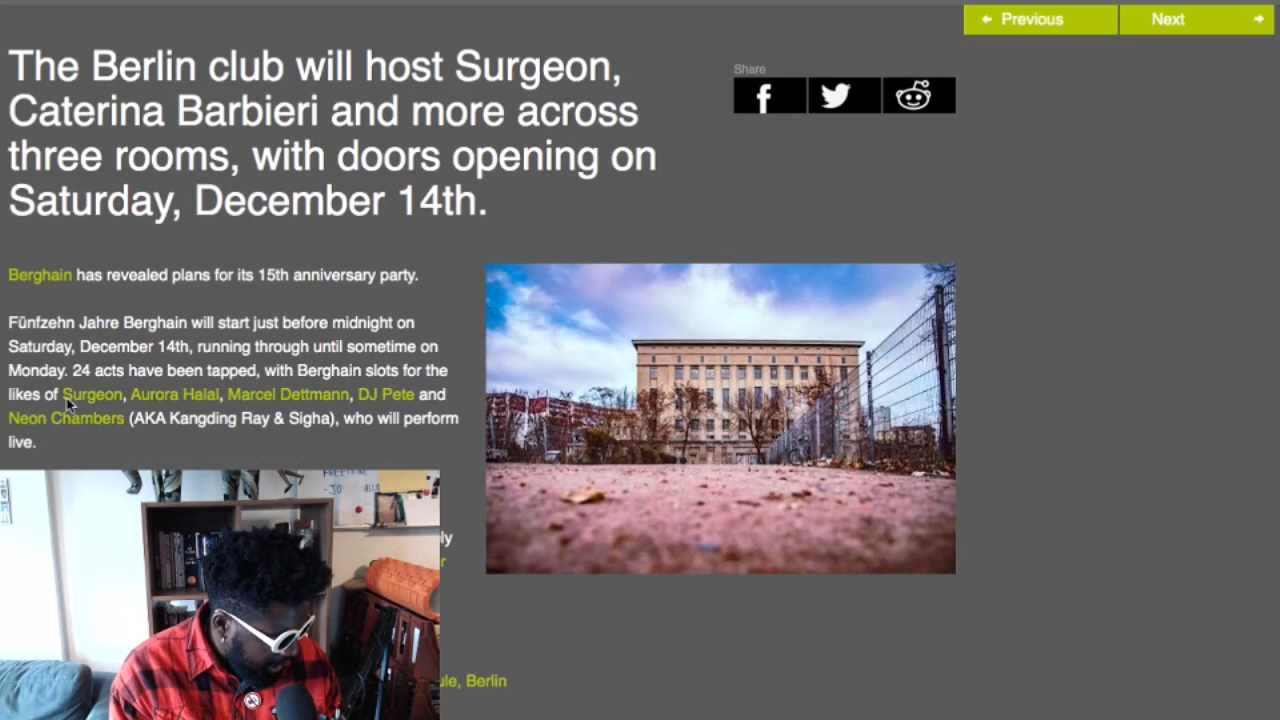 Previous
Next
The Berlin club will host Surgeon,
Caterina Barbieri and more across
three rooms, with doors opening on
Saturday, December 14th.
Share
Berghain has revealed plans for its 15th anniversary party.
Fünfzehn Jahre Berghain will start just before midnight on
Saturday, December 14th, running through until sometime on
Monday. 24 acts have been tapped, with Berghain slots for the
likes of Surgeon, Aurora Halal, Marcel Dettmann, DJ Pete and
Neon Chambers (AKA Kangding Ray & Sigha), who will perform
live.
ly
r
ule, Berlin